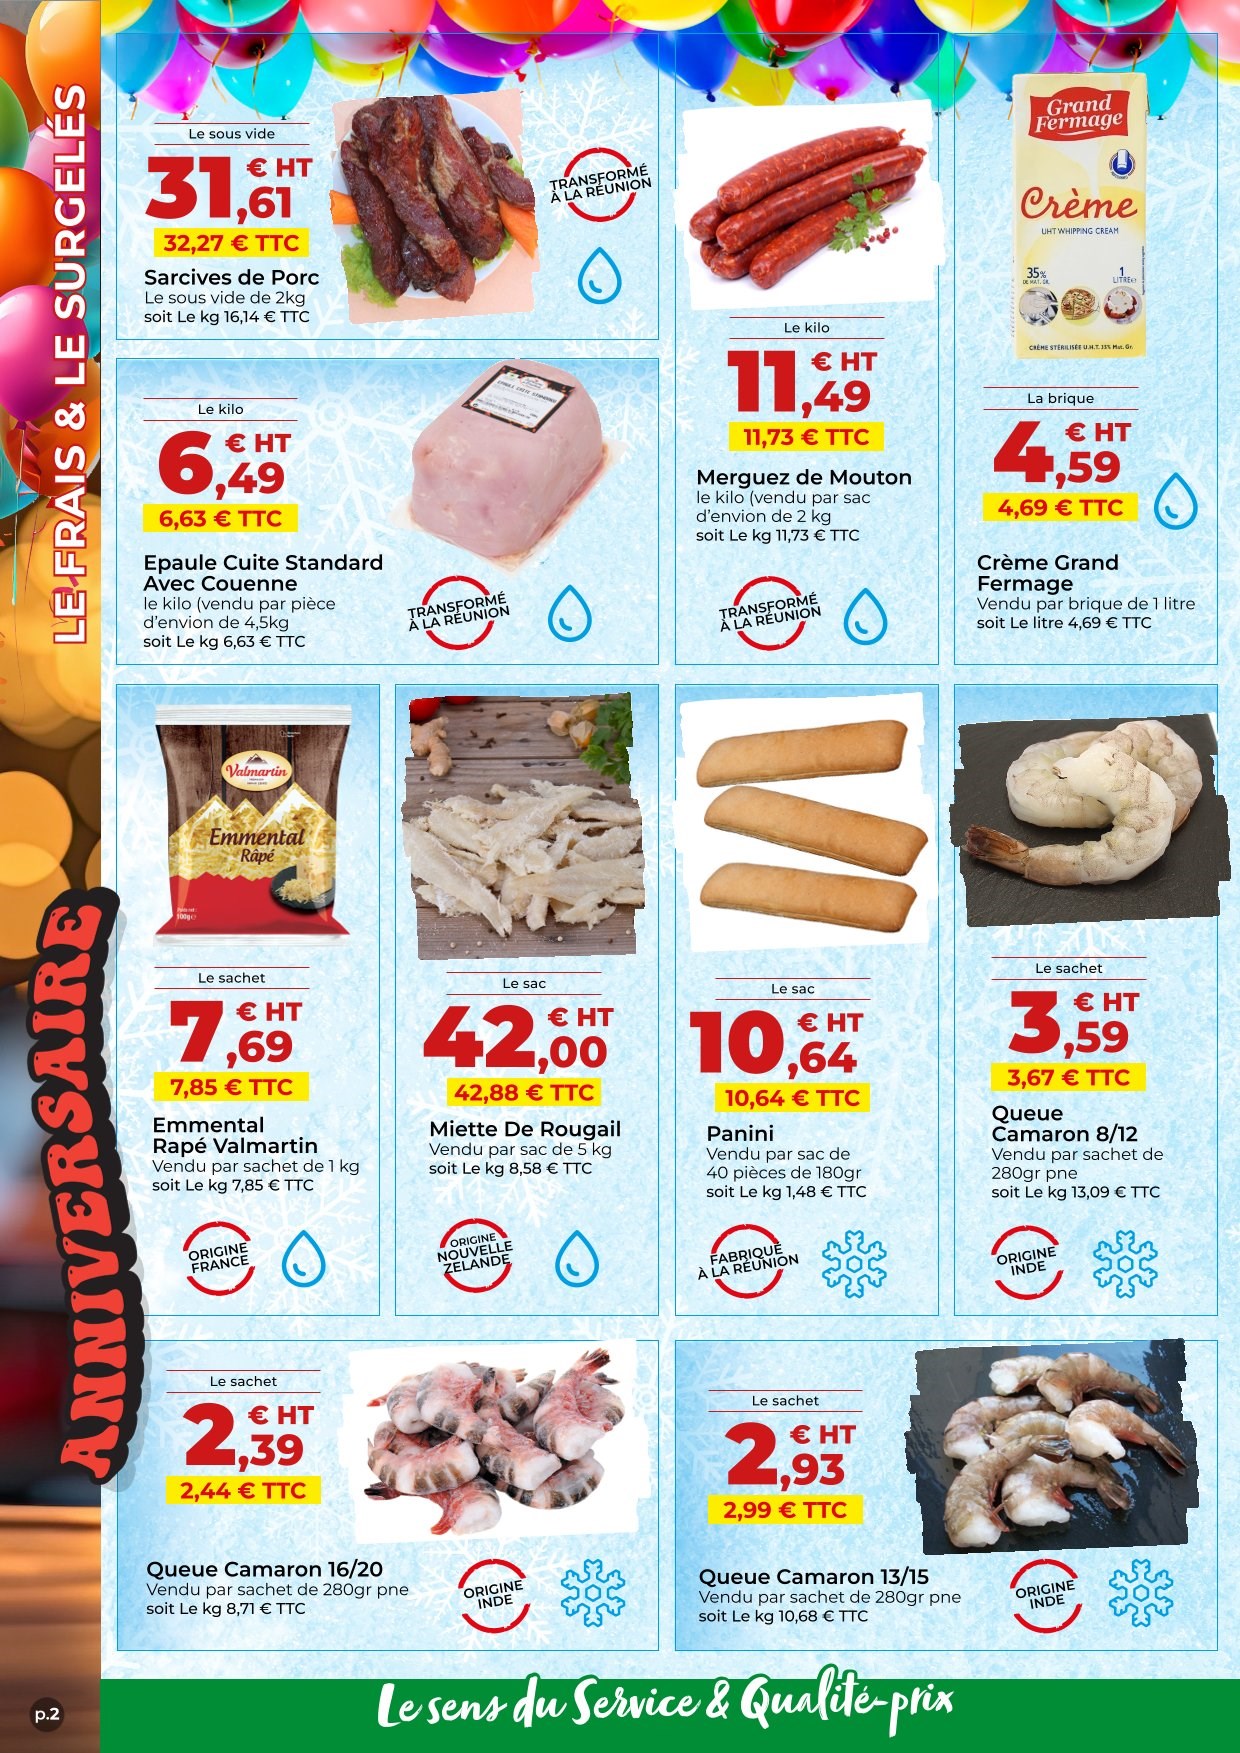 LE FRAIS & LE SURGELÉS
ANNIVERSAIRE
Le sous vide
31,61 € HT
32,27 € TTC
Sarcives de Porc
Le sous vide de 2kg
soit Le kg 16,14 € TTC
TRANSFORMÉ
À LA RÉUNION
Le kilo
6,49 € HT
6,63 € TTC
Epaule Cuite Standard
Avec Couenne
le kilo (vendu par pièce
d’envion de 4,5kg
soit Le kg 6,63 € TTC
EPAULE CUITE STANDARD
TRANSFORMÉ
À LA RÉUNION
Le kilo
11,49 € HT
11,73 € TTC
Merguez de Mouton
le kilo (vendu par sac
d’envion de 2 kg
soit Le kg 11,73 € TTC
TRANSFORMÉ
À LA RÉUNION
Grand
Fermage
Crème
UHT WHIPPING CREAM
35%
DE MAT. GR.
1
LITRE e
CRÈME STÉRILISÉE U.H.T. 35% Mat. Gr.
La brique
4,59 € HT
4,69 € TTC
Crème Grand
Fermage
Vendu par brique de 1 litre
soit Le litre 4,69 € TTC
Valmartin
Emmental
Râpé
Le sachet
7,69 € HT
7,85 € TTC
Emmental
Rapé Valmartin
Vendu par sachet de 1 kg
soit Le kg 7,85 € TTC
ORIGINE
FRANCE
Le sac
42,00 € HT
42,88 € TTC
Miette De Rougail
Vendu par sac de 5 kg
soit Le kg 8,58 € TTC
ORIGINE
NOUVELLE
ZELANDE
Le sac
10,64 € HT
10,64 € TTC
Panini
Vendu par sac de
40 pièces de 180gr
soit Le kg 1,48 € TTC
FABRIQUÉ
À LA RÉUNION
Le sachet
3,59 € HT
3,67 € TTC
Queue
Camaron 8/12
Vendu par sachet de
280gr pne
soit Le kg 13,09 € TTC
ORIGINE
INDE
Le sachet
2,39 € HT
2,44 € TTC
Queue Camaron 16/20
Vendu par sachet de 280gr pne
soit Le kg 8,71 € TTC
ORIGINE
INDE
Le sachet
2,93 € HT
2,99 € TTC
Queue Camaron 13/15
Vendu par sachet de 280gr pne
soit Le kg 10,68 € TTC
ORIGINE
INDE
p.2
Le sens du Service & Qualité-prix